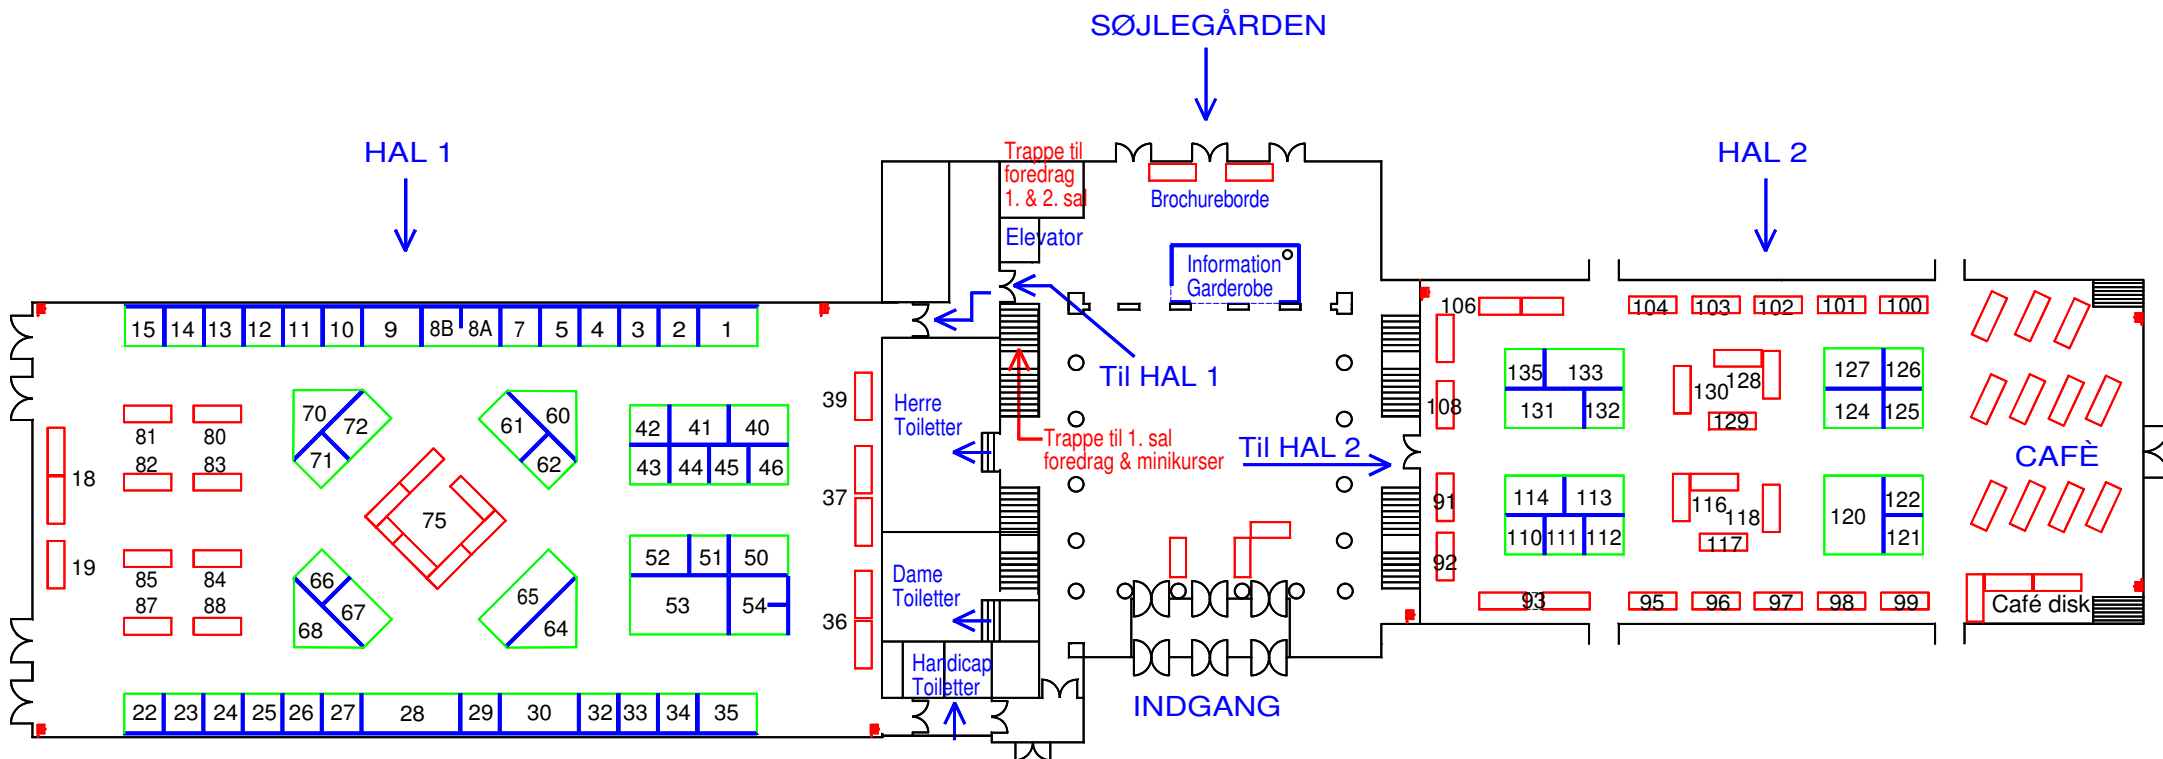 SØJLEGÅRDEN
HAL 1
HAL 2
Trappe til
foredrag
1. & 2. sal
Brochureborde
Elevator
Information
Garderobe
15 14 13 12 11 10 9 8B 8A 7 5 4 3 2 1
106 104 103 102 101 100
70 72 71 61 60 62
39
42 41 40
43 44 45 46
81 80
82 83
18
75
37
19
85 84
87 88
66 67 68
65 64
52 51 50
53 54
36
22 23 24 25 26 27 28 29 30 32 33 34 35
Herre
Toiletter
Dame
Toiletter
Handicap
Toiletter
Til HAL 1
Trappe til 1. sal
foredrag & minikurser
Til HAL 2
INDGANG
135 133
131 132
130 128
129
127 126
124 125
108
91
92
114 113
110 111 112
116 118
117
120 122
121
93 95 96 97 98 99
CAFÈ
Café disk